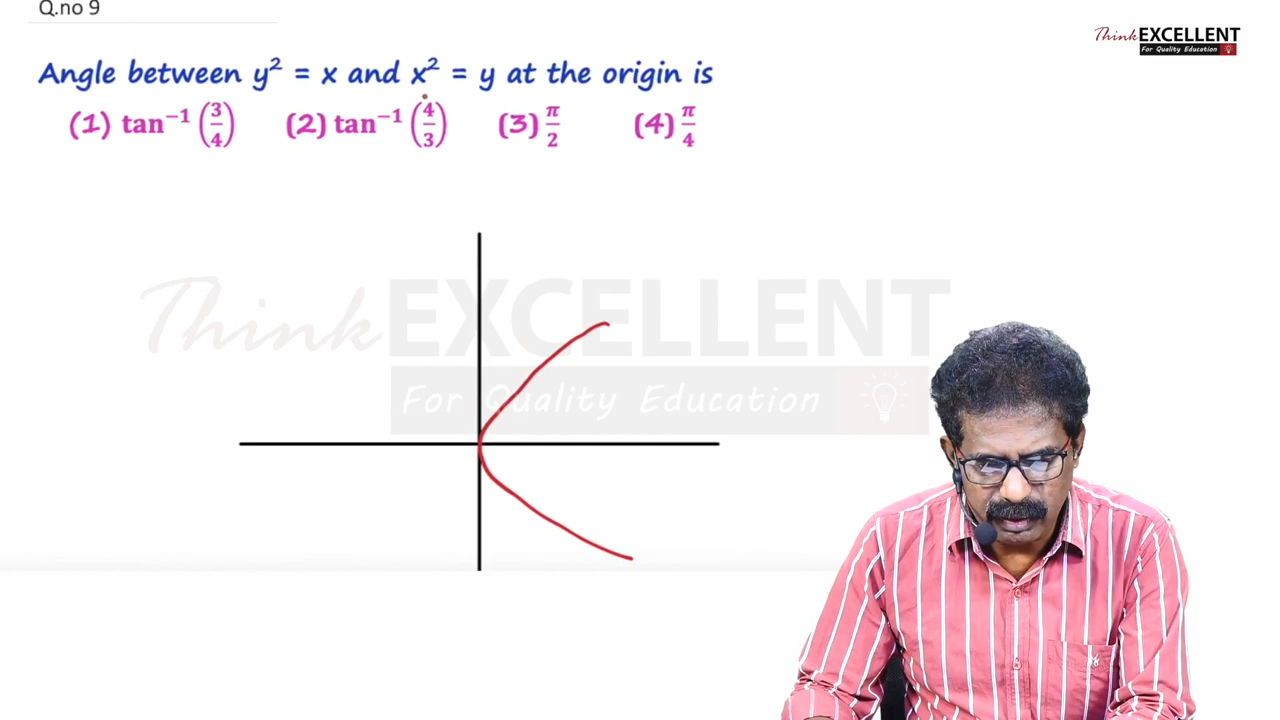 Q.no 9
Think EXCELLENT
For Quality Education
Angle between y² = x and x² = y at the origin is
(1) tan⁻¹ (3/4) (2) tan⁻¹ (4/3) (3) π/2 (4) π/4
Think EXCELLENT
For Quality Education